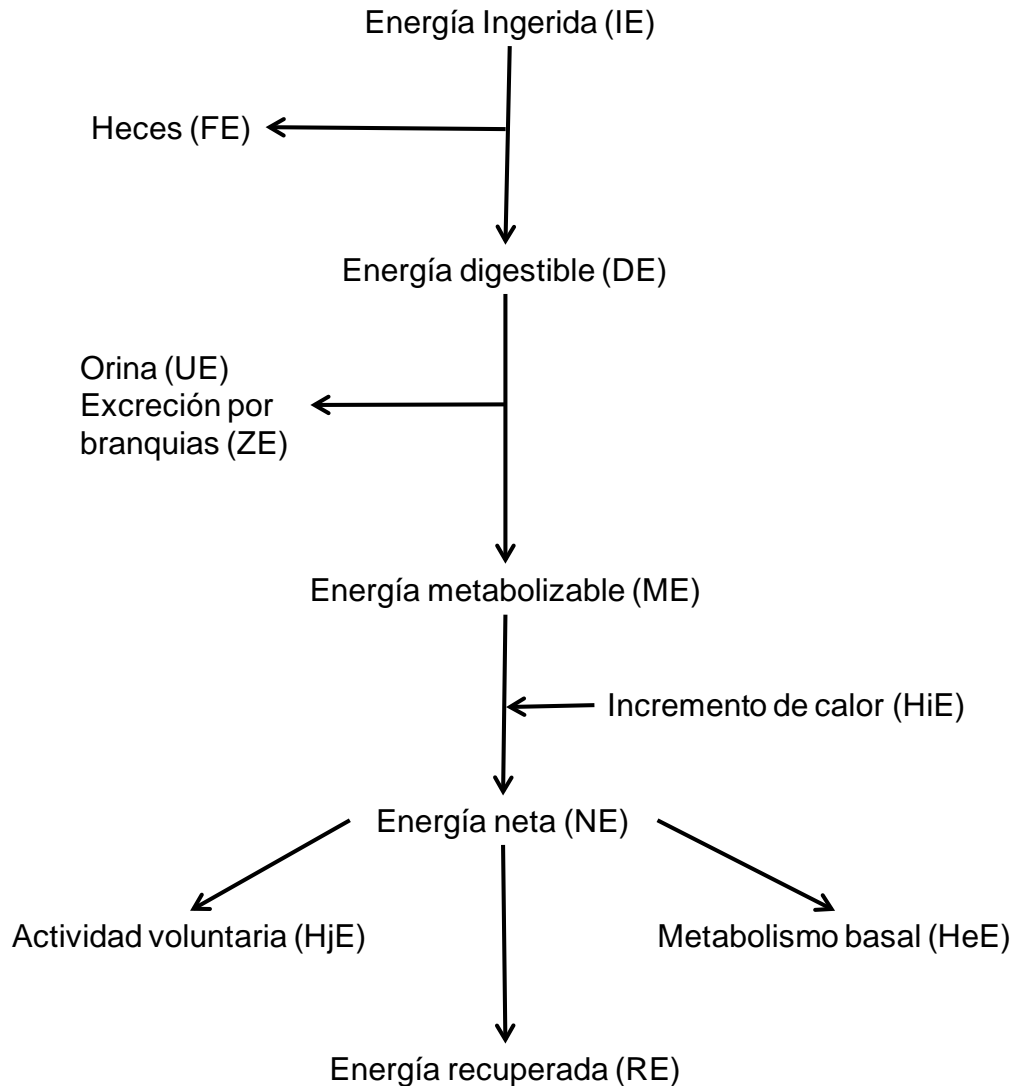 Energía Ingerida (IE)
Heces (FE)
Energía digestible (DE)
Orina (UE)
Excreción por
branquias (ZE)
Energía metabolizable (ME)
Incremento de calor (HiE)
Energía neta (NE)
Actividad voluntaria (HjE)
Metabolismo basal (HeE)
Energía recuperada (RE)